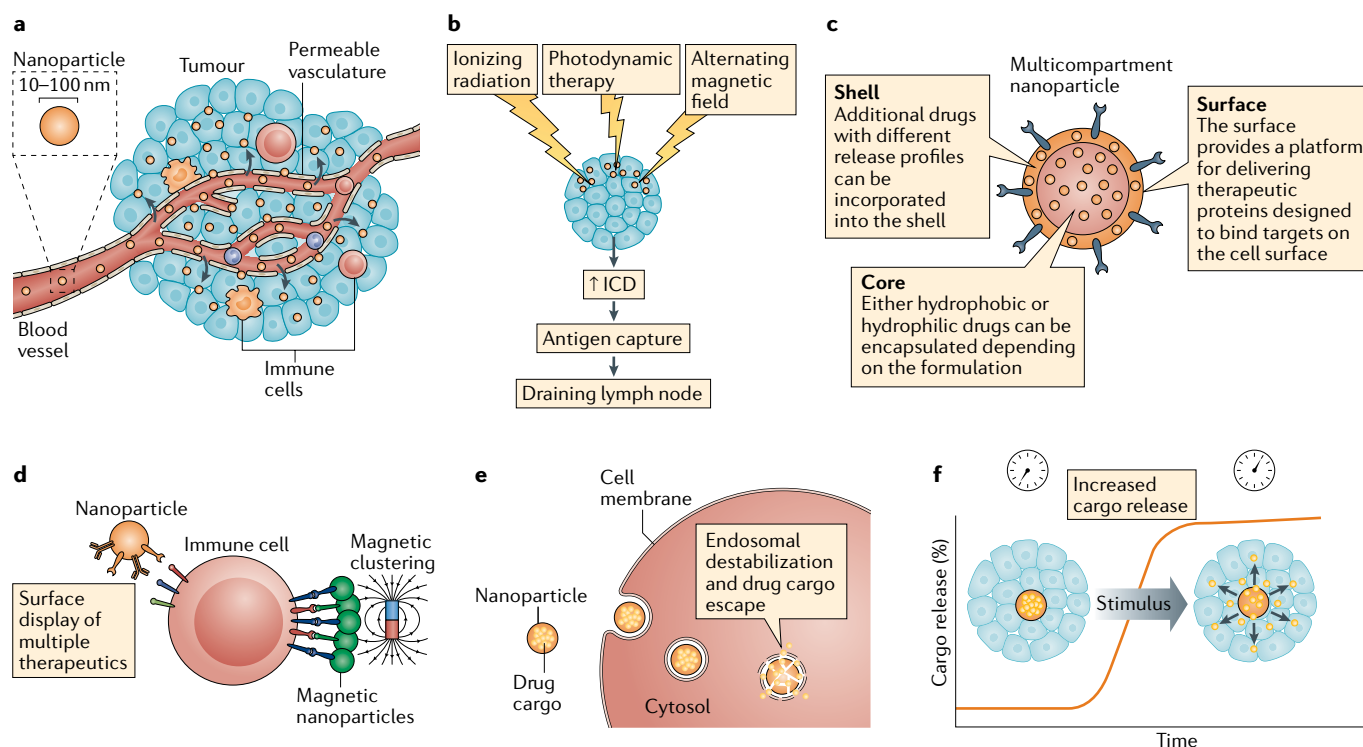 a
Nanoparticle
10–100 nm
Tumour
Permeable
vasculature
Blood
vessel
Immune
cells
b
Ionizing
radiation
Photodynamic
therapy
Alternating
magnetic
field
↑ ICD
Antigen capture
Draining lymph node
c
Multicompartment
nanoparticle
Shell
Additional drugs
with different
release profiles
can be
incorporated
into the shell
Surface
The surface
provides a platform
for delivering
therapeutic
proteins designed
to bind targets on
the cell surface
Core
Either hydrophobic or
hydrophilic drugs can be
encapsulated depending
on the formulation
d
Nanoparticle
Immune cell
Magnetic
clustering
Surface
display of
multiple
therapeutics
Magnetic
nanoparticles
e
Cell
membrane
Endosomal
destabilization
and drug cargo
escape
Nanoparticle
Drug
cargo
Cytosol
f
Increased
cargo release
Cargo release (%)
Stimulus
Time